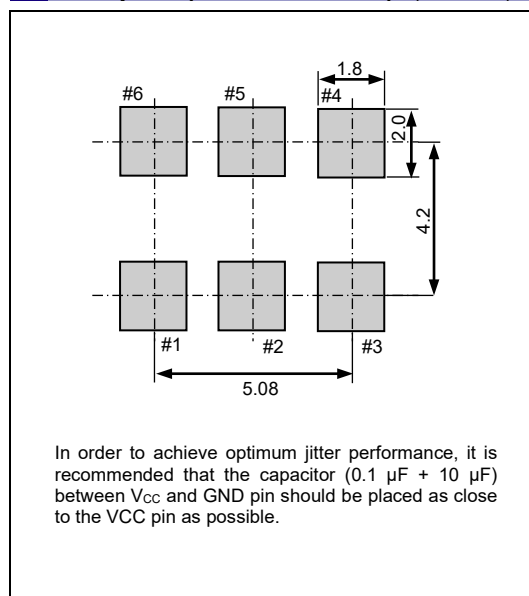 #6
#5
#4
1.8
2.0
4.2
#1
#2
#3
5.08
In order to achieve optimum jitter performance, it is
recommended that the capacitor (0.1 µF + 10 µF)
between VCC and GND pin should be placed as close
to the VCC pin as possible.